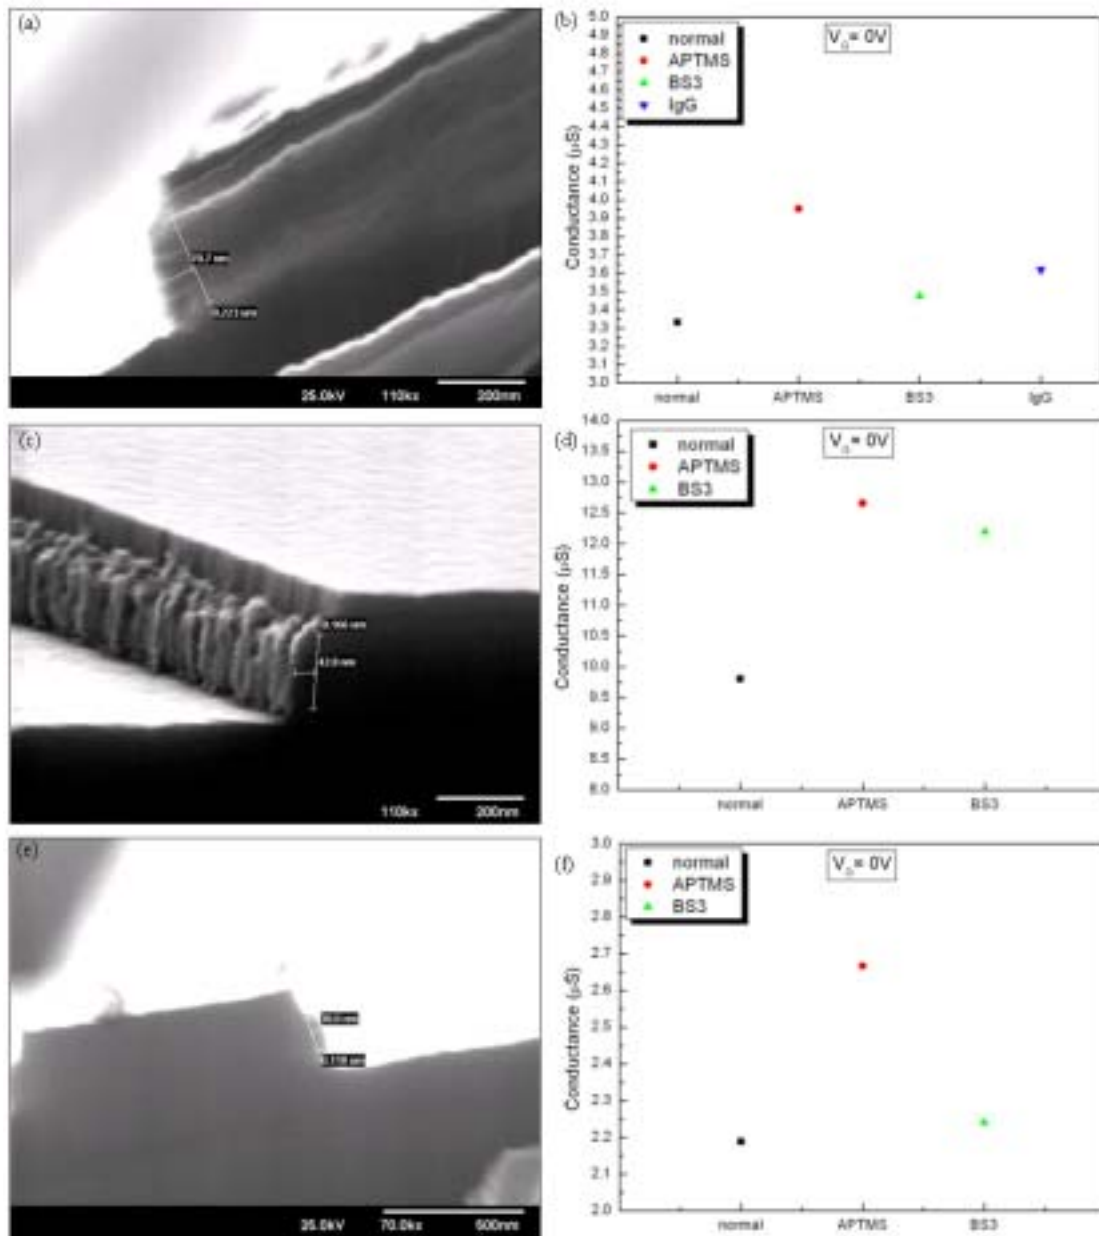 (a)
25.0kV 110kx 200nm
(b)
normal
APTMS
BS3
IgG
V_G= 0V
Conductance (μS)
5.0
4.9
4.8
4.7
4.6
4.5
4.4
4.3
4.2
4.1
4.0
3.9
3.8
3.7
3.6
3.5
3.4
3.3
3.2
3.1
3.0
normal APTMS BS3 IgG
(c)
110kx 200nm
(d)
normal
APTMS
BS3
V_G= 0V
Conductance (μS)
14.0
13.5
13.0
12.5
12.0
11.5
11.0
10.5
10.0
9.5
9.0
8.5
8.0
normal APTMS BS3
(e)
25.0kV 70.0kx 500nm
(f)
normal
APTMS
BS3
V_G= 0V
Conductance (μS)
3.0
2.9
2.8
2.7
2.6
2.5
2.4
2.3
2.2
2.1
2.0
normal APTMS BS3